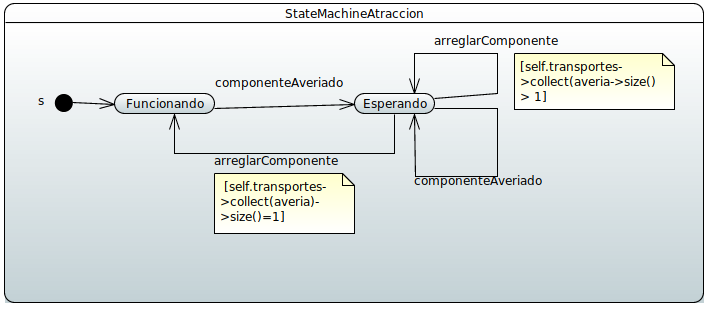 StateMachineAtraccion
arreglarComponente
[self.transportes-
>collect(averia->size()
> 1]
componenteAveriado
s
Funcionando
Esperando
arreglarComponente
componenteAveriado
[self.transportes-
>collect(averia)-
>size()=1]